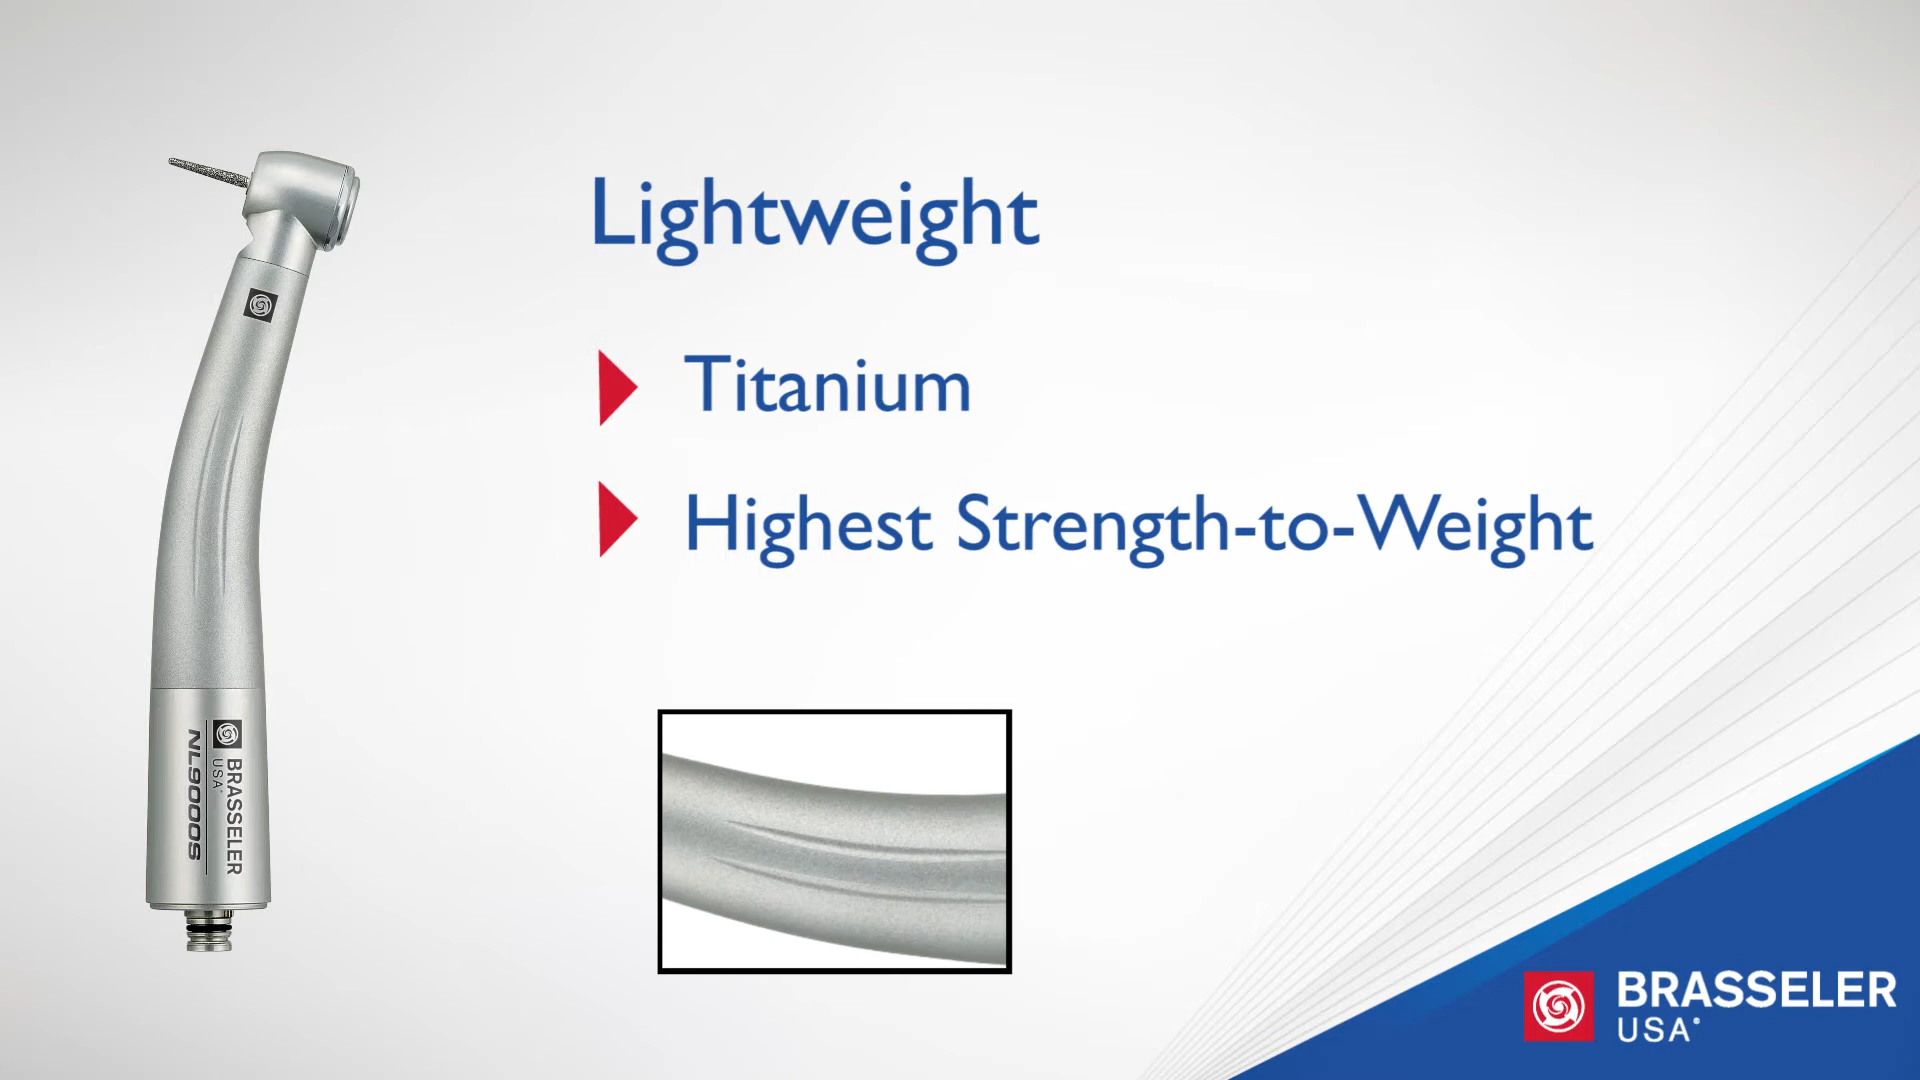 Lightweight
Titanium
Highest Strength-to-Weight
BRASSELER
USA
NL9000S
BRASSELER
USA